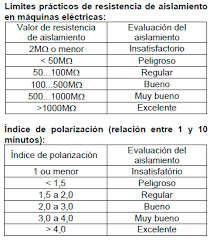 Limites prácticos de resistencia de aislamiento
en máquinas eléctricas:
Valor de resistencia de aislamiento Evaluación del aislamiento
2MΩ o menor Insatisfactorio
< 50MΩ Peligroso
50...100MΩ Regular
100...500MΩ Bueno
500...1000MΩ Muy bueno
>1000MΩ Excelente
Índice de polarización (relación entre 1 y 10
minutos):
Índice de polarización Evaluación del aislamiento
1 ou menor Insatisfatório
< 1,5 Peligroso
1,5 a 2,0 Regular
2,0 a 3,0 Bueno
3,0 a 4,0 Muy bueno
> 4,0 Excelente